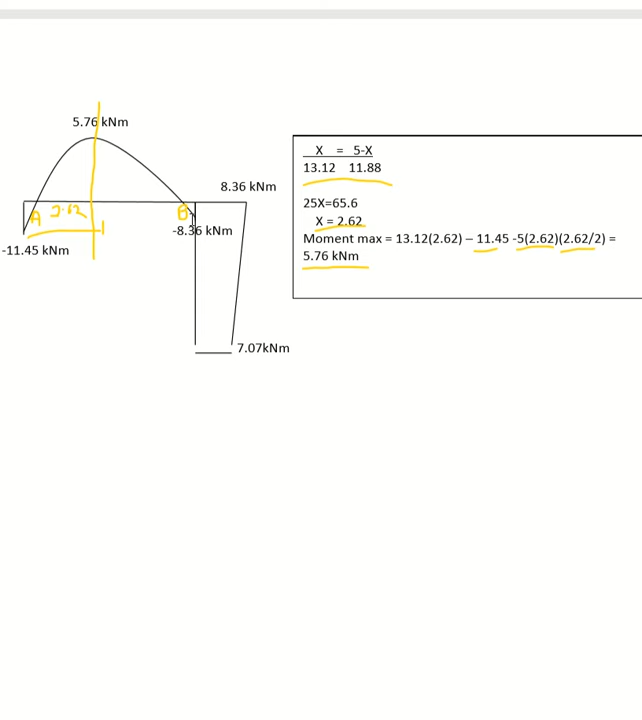 5.76 kNm
8.36 kNm
A 2.62
B
-8.36 kNm
-11.45 kNm
7.07kNm
X = 5-X
13.12 11.88
25X=65.6
X = 2.62
Moment max = 13.12(2.62) – 11.45 -5(2.62)(2.62/2) =
5.76 kNm